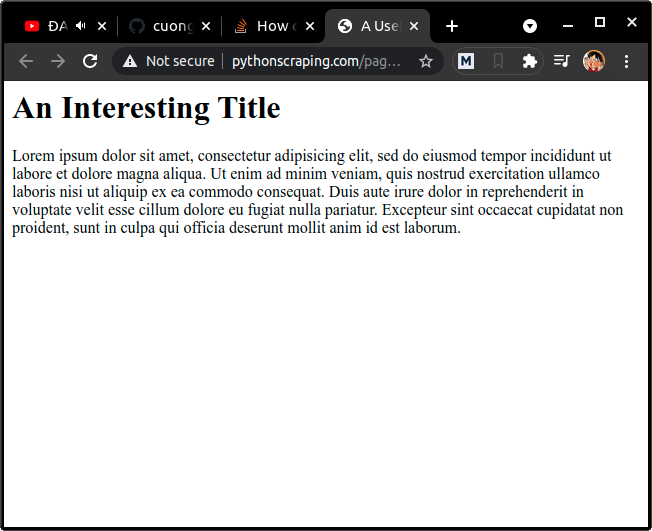 ĐA
cuong
How
A Use
Not secure
pythonscraping.com/pag...
M
An Interesting Title
Lorem ipsum dolor sit amet, consectetur adipisicing elit, sed do eiusmod tempor incididunt ut
labore et dolore magna aliqua. Ut enim ad minim veniam, quis nostrud exercitation ullamco
laboris nisi ut aliquip ex ea commodo consequat. Duis aute irure dolor in reprehenderit in
voluptate velit esse cillum dolore eu fugiat nulla pariatur. Excepteur sint occaecat cupidatat non
proident, sunt in culpa qui officia deserunt mollit anim id est laborum.